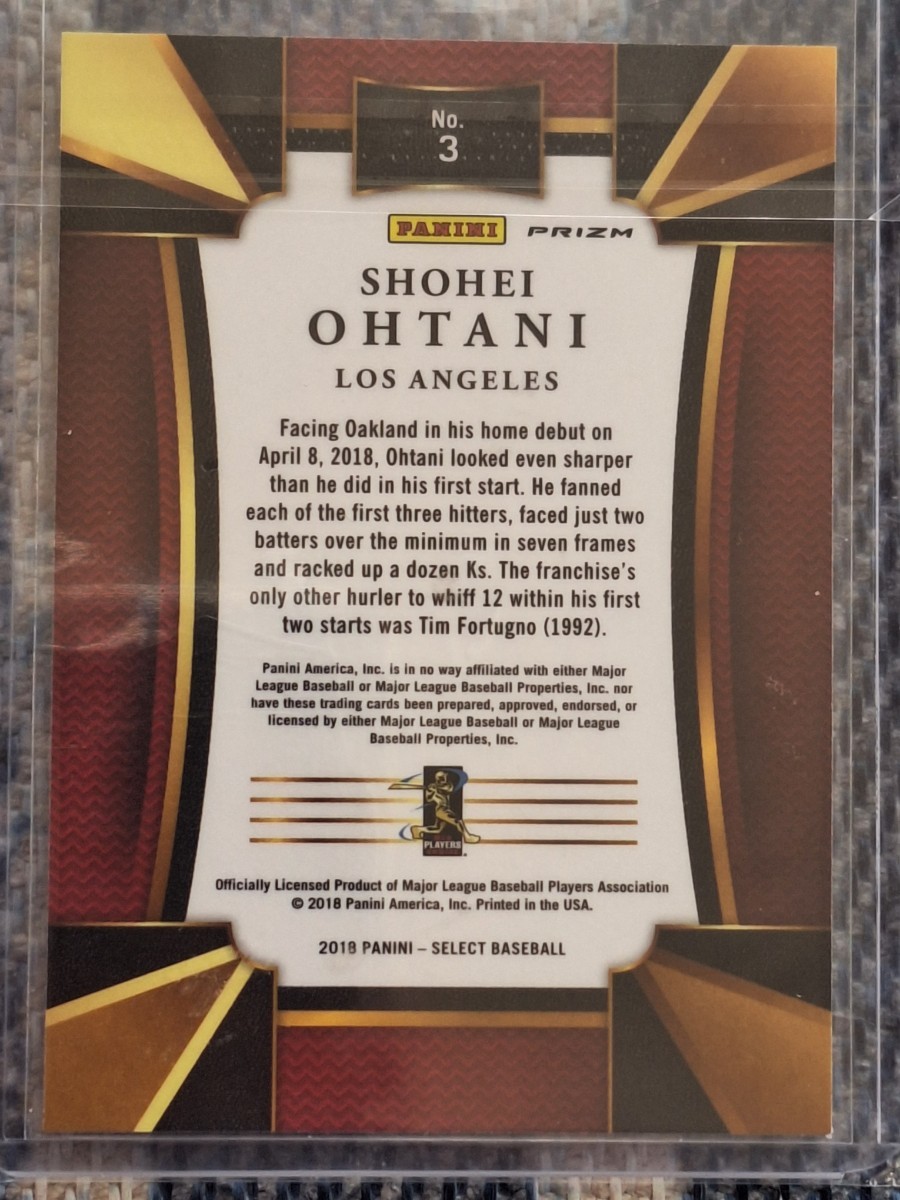 No.
3
PANINI PRIZM
SHOHEI
OHTANI
LOS ANGELES
Facing Oakland in his home debut on
April 8, 2018, Ohtani looked even sharper
than he did in his first start. He fanned
each of the first three hitters, faced just two
batters over the minimum in seven frames
and racked up a dozen Ks. The franchise's
only other hurler to whiff 12 within his first
two starts was Tim Fortugno (1992).
Panini America, Inc. is in no way affiliated with either Major
League Baseball or Major League Baseball Properties, Inc. nor
have these trading cards been prepared, approved, endorsed, or
licensed by either Major League Baseball or Major League
Baseball Properties, Inc.
PLAYERS
Officially Licensed Product of Major League Baseball Players Association
© 2018 Panini America, Inc. Printed in the USA.
2018 PANINI – SELECT BASEBALL